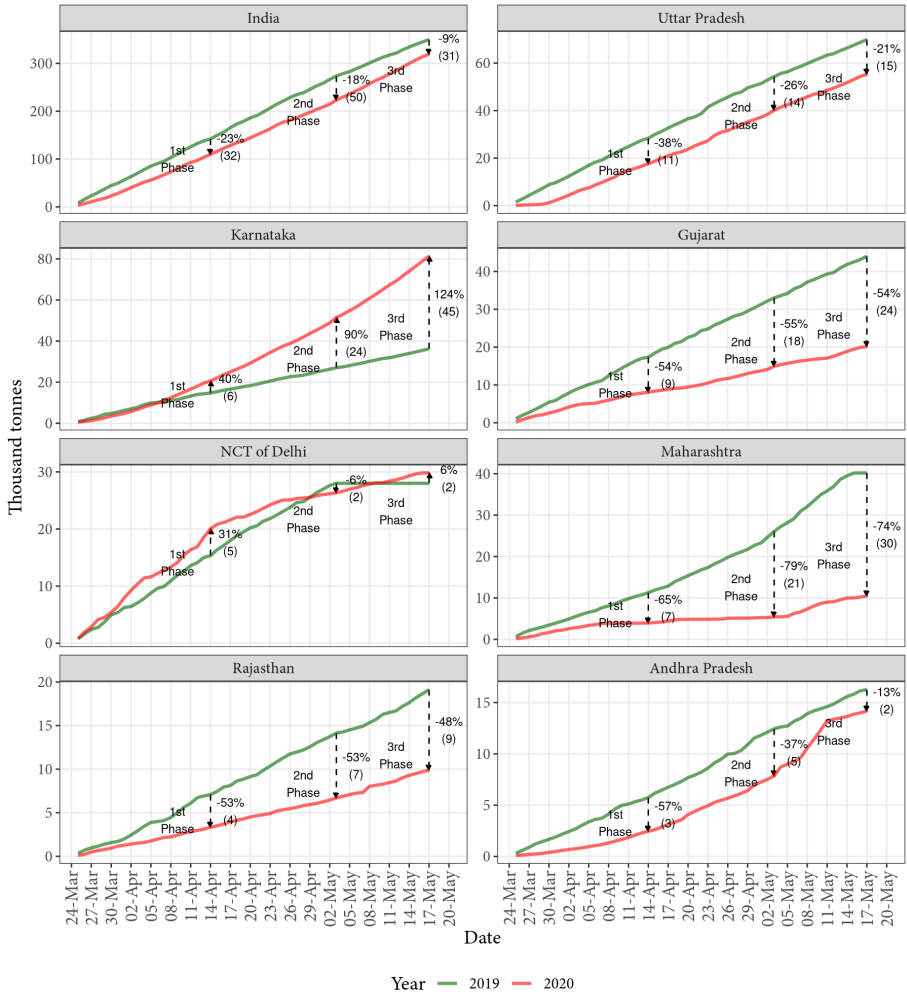 India
Uttar Pradesh
300
200
100
0
-9%
(31)
-18%
(50)
-23%
(32)
1st
Phase
2nd
Phase
3rd
Phase
60
40
20
0
-21%
(15)
-26%
(14)
-38%
(11)
1st
Phase
2nd
Phase
3rd
Phase
Karnataka
Gujarat
80
60
40
20
0
124%
(45)
90%
(24)
40%
(6)
1st
Phase
2nd
Phase
3rd
Phase
40
30
20
10
0
-54%
(24)
-55%
(18)
-54%
(9)
1st
Phase
2nd
Phase
3rd
Phase
NCT of Delhi
Maharashtra
30
20
10
0
6%
(2)
-6%
(2)
31%
(5)
1st
Phase
2nd
Phase
3rd
Phase
40
30
20
10
0
-74%
(30)
-79%
(21)
-65%
(7)
1st
Phase
2nd
Phase
3rd
Phase
Rajasthan
Andhra Pradesh
20
15
10
5
0
-48%
(9)
-53%
(7)
-53%
(4)
1st
Phase
2nd
Phase
3rd
Phase
15
10
5
0
-13%
(2)
-37%
(5)
-57%
(3)
1st
Phase
2nd
Phase
3rd
Phase
Thousand tonnes
24-Mar
27-Mar
30-Mar
02-Apr
05-Apr
08-Apr
11-Apr
14-Apr
17-Apr
20-Apr
23-Apr
26-Apr
29-Apr
02-May
05-May
08-May
11-May
14-May
17-May
20-May
24-Mar
27-Mar
30-Mar
02-Apr
05-Apr
08-Apr
11-Apr
14-Apr
17-Apr
20-Apr
23-Apr
26-Apr
29-Apr
02-May
05-May
08-May
11-May
14-May
17-May
20-May
Date
Year 2019 2020